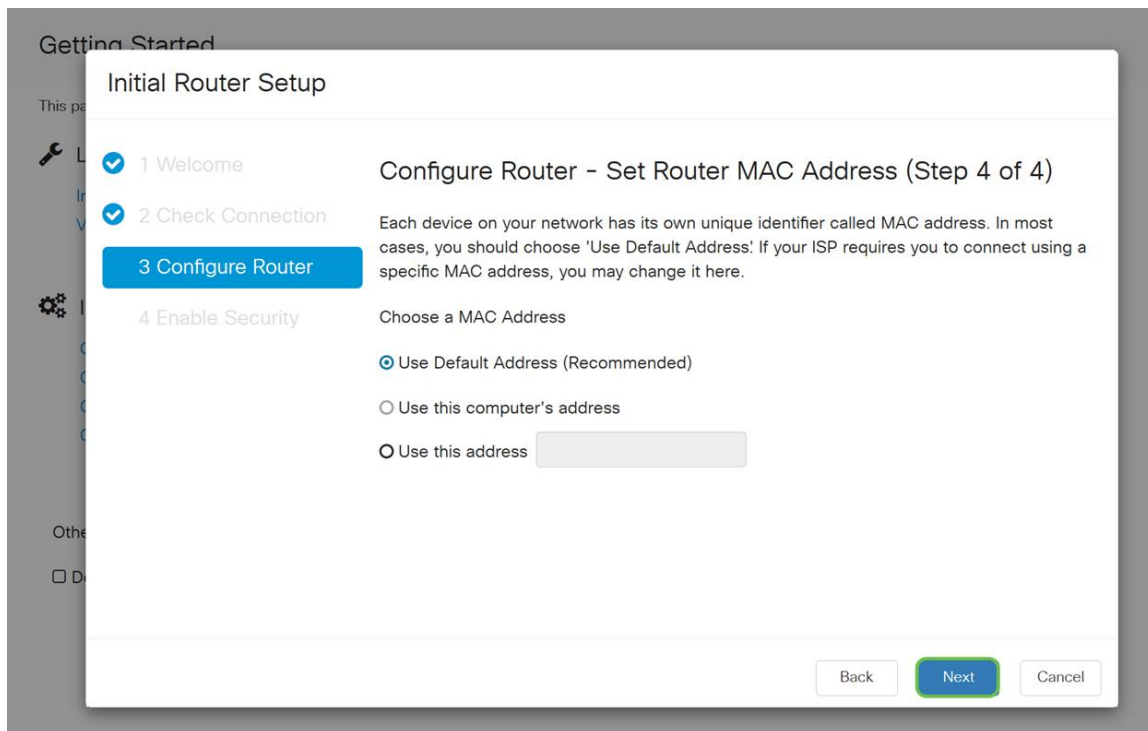 Getting Started
Initial Router Setup
This pa
1 Welcome
2 Check Connection
3 Configure Router
4 Enable Security
Configure Router - Set Router MAC Address (Step 4 of 4)
Each device on your network has its own unique identifier called MAC address. In most
cases, you should choose 'Use Default Address'. If your ISP requires you to connect using a
specific MAC address, you may change it here.
Choose a MAC Address
Use Default Address (Recommended)
Use this computer's address
Use this address
Othe
Back
Next
Cancel